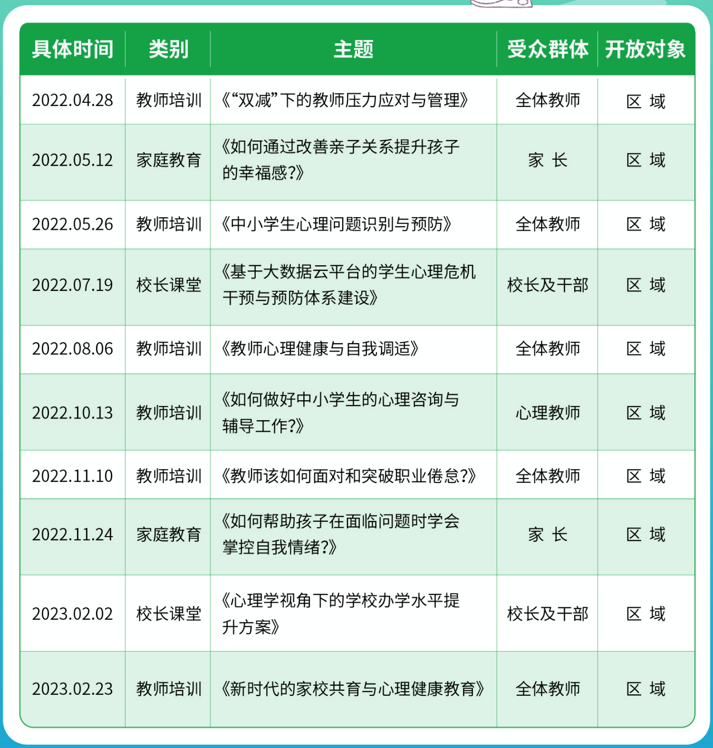 具体时间 类别 主题 受众群体 开放对象
2022.04.28 教师培训 《“双减”下的教师压力应对与管理》 全体教师 区 域
《如何通过改善亲子关系提升孩子
2022.05.12 家庭教育 的幸福感?》 家 长 区 域
2022.05.26 教师培训 《中小学生心理问题识别与预防》 全体教师 区 域
《基于大数据云平台的学生心理危机
2022.07.19 校长课堂 干预与预防体系建设》 校长及干部 区 域
2022.08.06 教师培训 《教师心理健康与自我调适》 全体教师 区 域
《如何做好中小学生的心理咨询与
2022.10.13 教师培训 辅导工作?》 心理教师 区 域
2022.11.10 教师培训 《教师该如何面对和突破职业倦怠?》 全体教师 区 域
《如何帮助孩子在面临问题时学会
2022.11.24 家庭教育 掌控自我情绪?》 家 长 区 域
《心理学视角下的学校办学水平提
2023.02.02 校长课堂 升方案》 校长及干部 区 域
2023.02.23 教师培训 《新时代的家校共育与心理健康教育》 全体教师 区 域